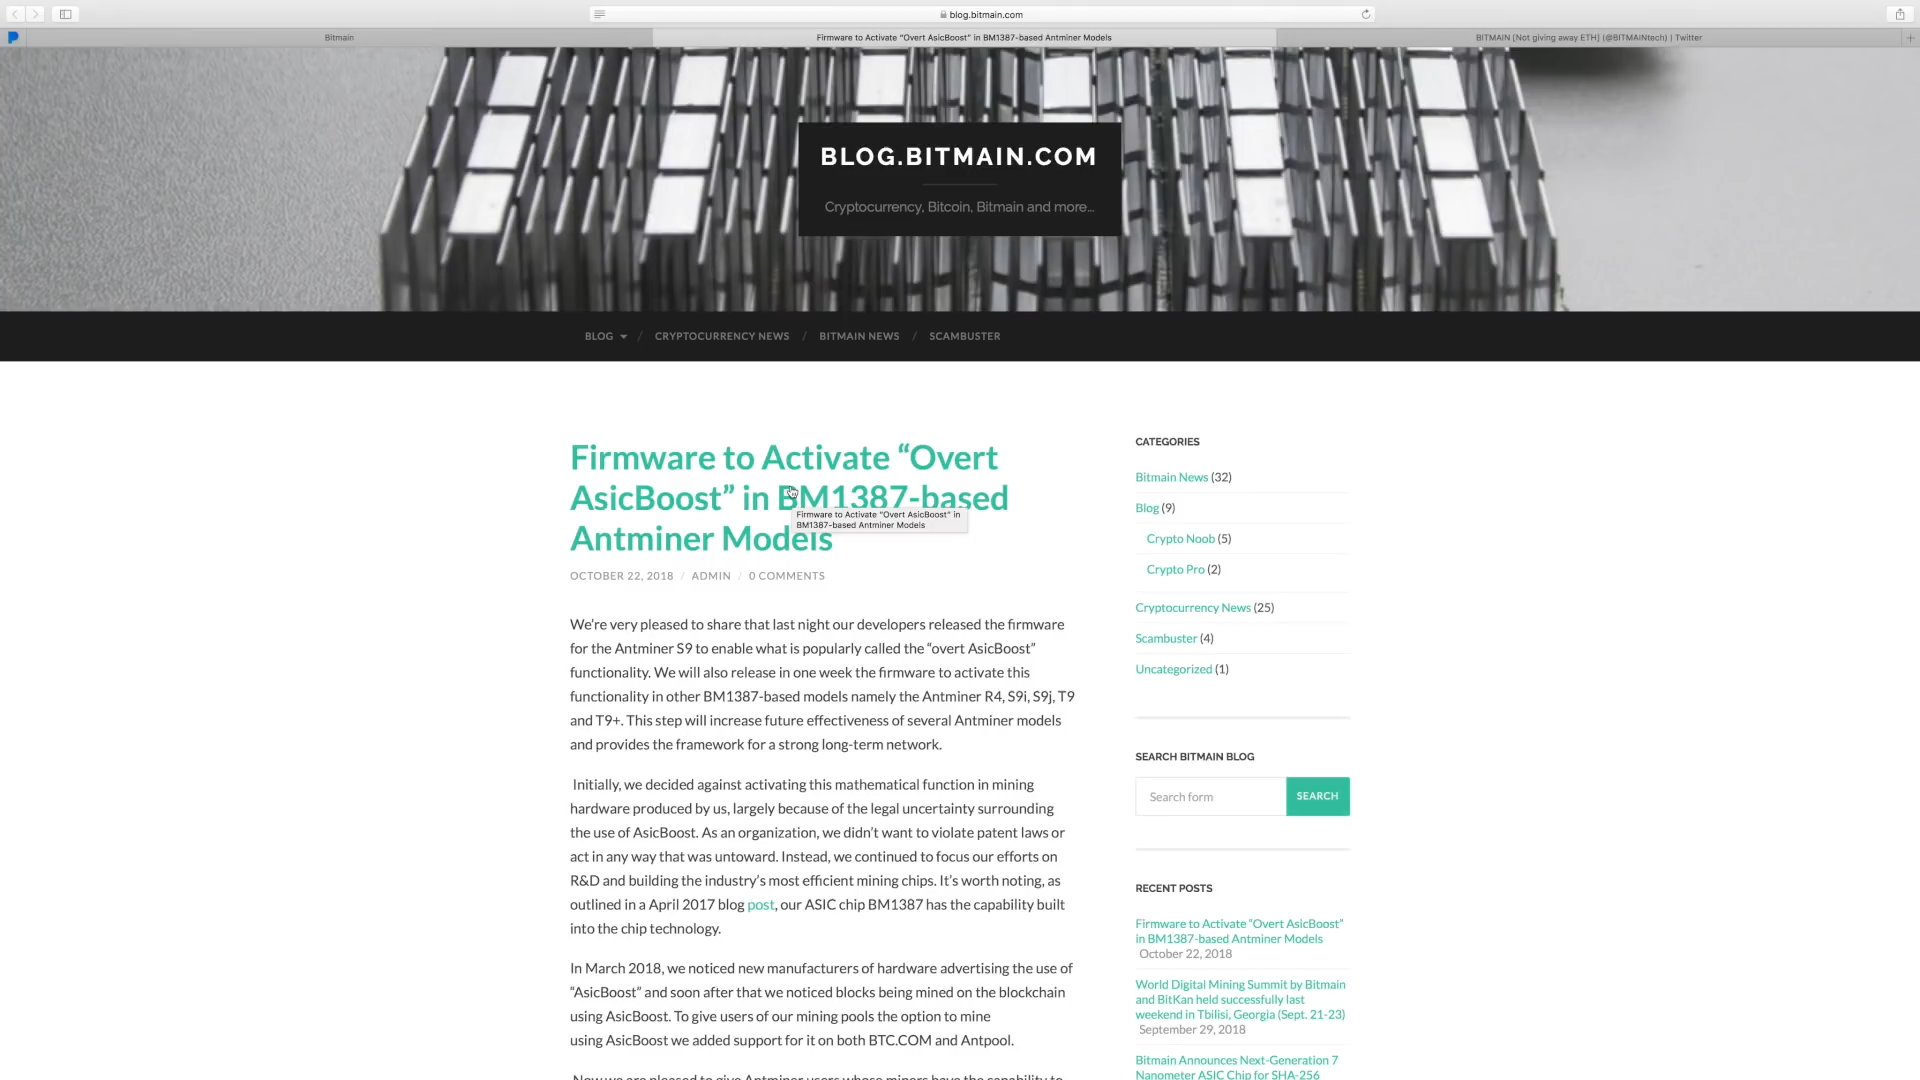 blog.bitmain.com
Bitmain
Firmware to Activate “Overt AsicBoost” in BM1387-based Antminer Models
BITMAIN [Not giving away ETH] (@BITMAINtech) | Twitter
BLOG.BITMAIN.COM
Cryptocurrency, Bitcoin, Bitmain and more…
BLOG / CRYPTOCURRENCY NEWS / BITMAIN NEWS / SCAMBUSTER
Firmware to Activate “Overt
AsicBoost” in BM1387-based
Antminer Models
Firmware to Activate “Overt AsicBoost” in
BM1387-based Antminer Models
OCTOBER 22, 2018 / ADMIN / 0 COMMENTS
We’re very pleased to share that last night our developers released the firmware
for the Antminer S9 to enable what is popularly called the “overt AsicBoost”
functionality. We will also release in one week the firmware to activate this
functionality in other BM1387-based models namely the Antminer R4, S9i, S9j, T9
and T9+. This step will increase future effectiveness of several Antminer models
and provides the framework for a strong long-term network.
Initially, we decided against activating this mathematical function in mining
hardware produced by us, largely because of the legal uncertainty surrounding
the use of AsicBoost. As an organization, we didn’t want to violate patent laws or
act in any way that was untoward. Instead, we continued to focus our efforts on
R&D and building the industry’s most efficient mining chips. It’s worth noting, as
outlined in a April 2017 blog post, our ASIC chip BM1387 has the capability built
into the chip technology.
In March 2018, we noticed new manufacturers of hardware advertising the use of
“AsicBoost” and soon after that we noticed blocks being mined on the blockchain
using AsicBoost. To give users of our mining pools the option to mine
using AsicBoost we added support for it on both BTC.COM and Antpool.
Now we are pleased to give Antminer users whose miners have the capability to
CATEGORIES
Bitmain News (32)
Blog (9)
Crypto Noob (5)
Crypto Pro (2)
Cryptocurrency News (25)
Scambuster (4)
Uncategorized (1)
SEARCH BITMAIN BLOG
Search form
SEARCH
RECENT POSTS
Firmware to Activate “Overt AsicBoost”
in BM1387-based Antminer Models
October 22, 2018
World Digital Mining Summit by Bitmain
and BitKan held successfully last
weekend in Tbilisi, Georgia (Sept. 21-23)
September 29, 2018
Bitmain Announces Next-Generation 7
Nanometer ASIC Chip for SHA-256